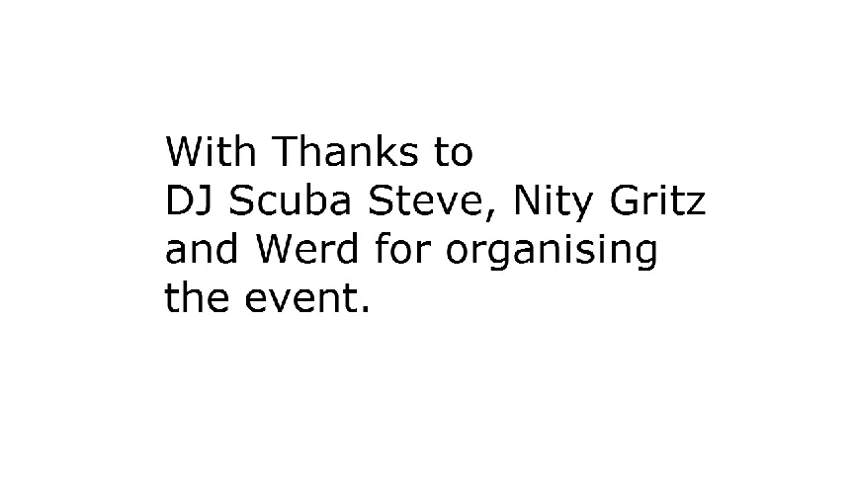 With Thanks to
DJ Scuba Steve, Nity Gritz
and Werd for organising
the event.